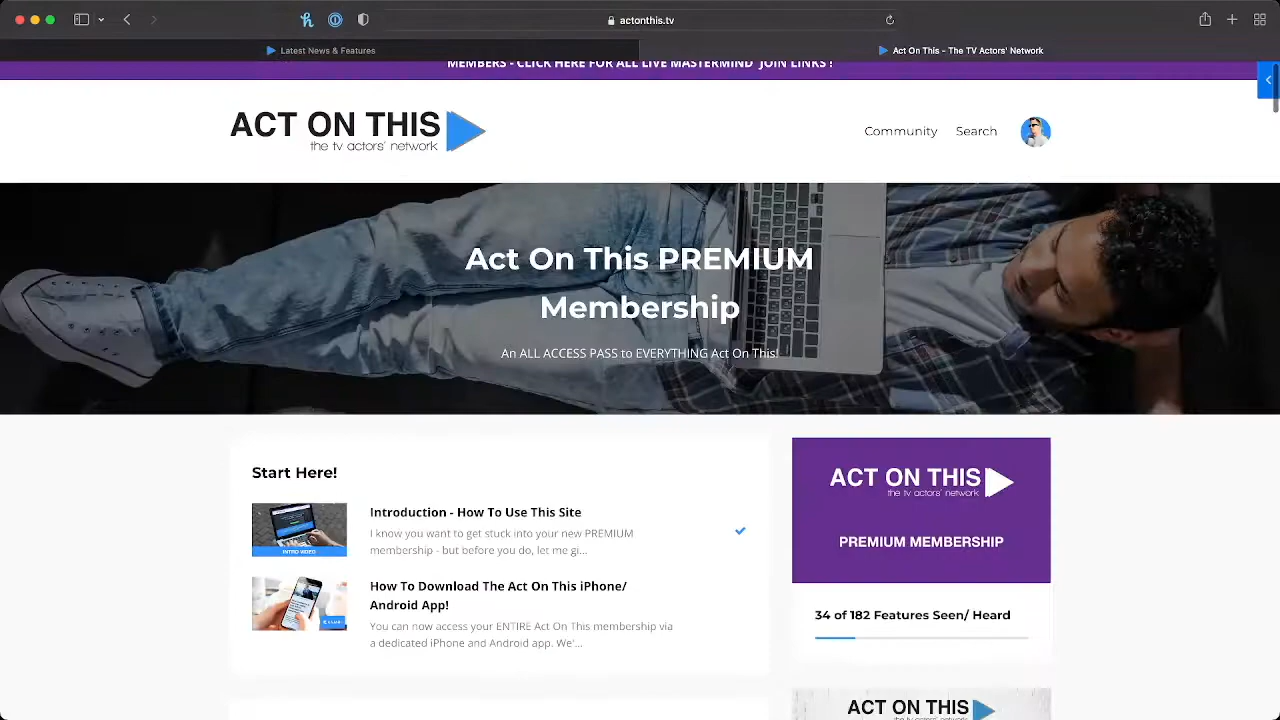 actonthis.tv
Latest News & Features
Act On This - The TV Actors' Network
MEMBERS - CLICK HERE FOR ALL LIVE MASTERMIND JOIN LINKS !
ACT ON THIS
the tv actors' network
Community
Search
Act On This PREMIUM
Membership
An ALL ACCESS PASS to EVERYTHING Act On This!
Start Here!
INTRO VIDEO
Introduction - How To Use This Site
I know you want to get stuck into your new PREMIUM
membership - but before you do, let me gi...
How To Download The Act On This iPhone/
Android App!
You can now access your ENTIRE Act On This membership via
a dedicated iPhone and Android app. We'...
ACT ON THIS
the tv actors' network
PREMIUM MEMBERSHIP
34 of 182 Features Seen/ Heard
ACT ON THIS